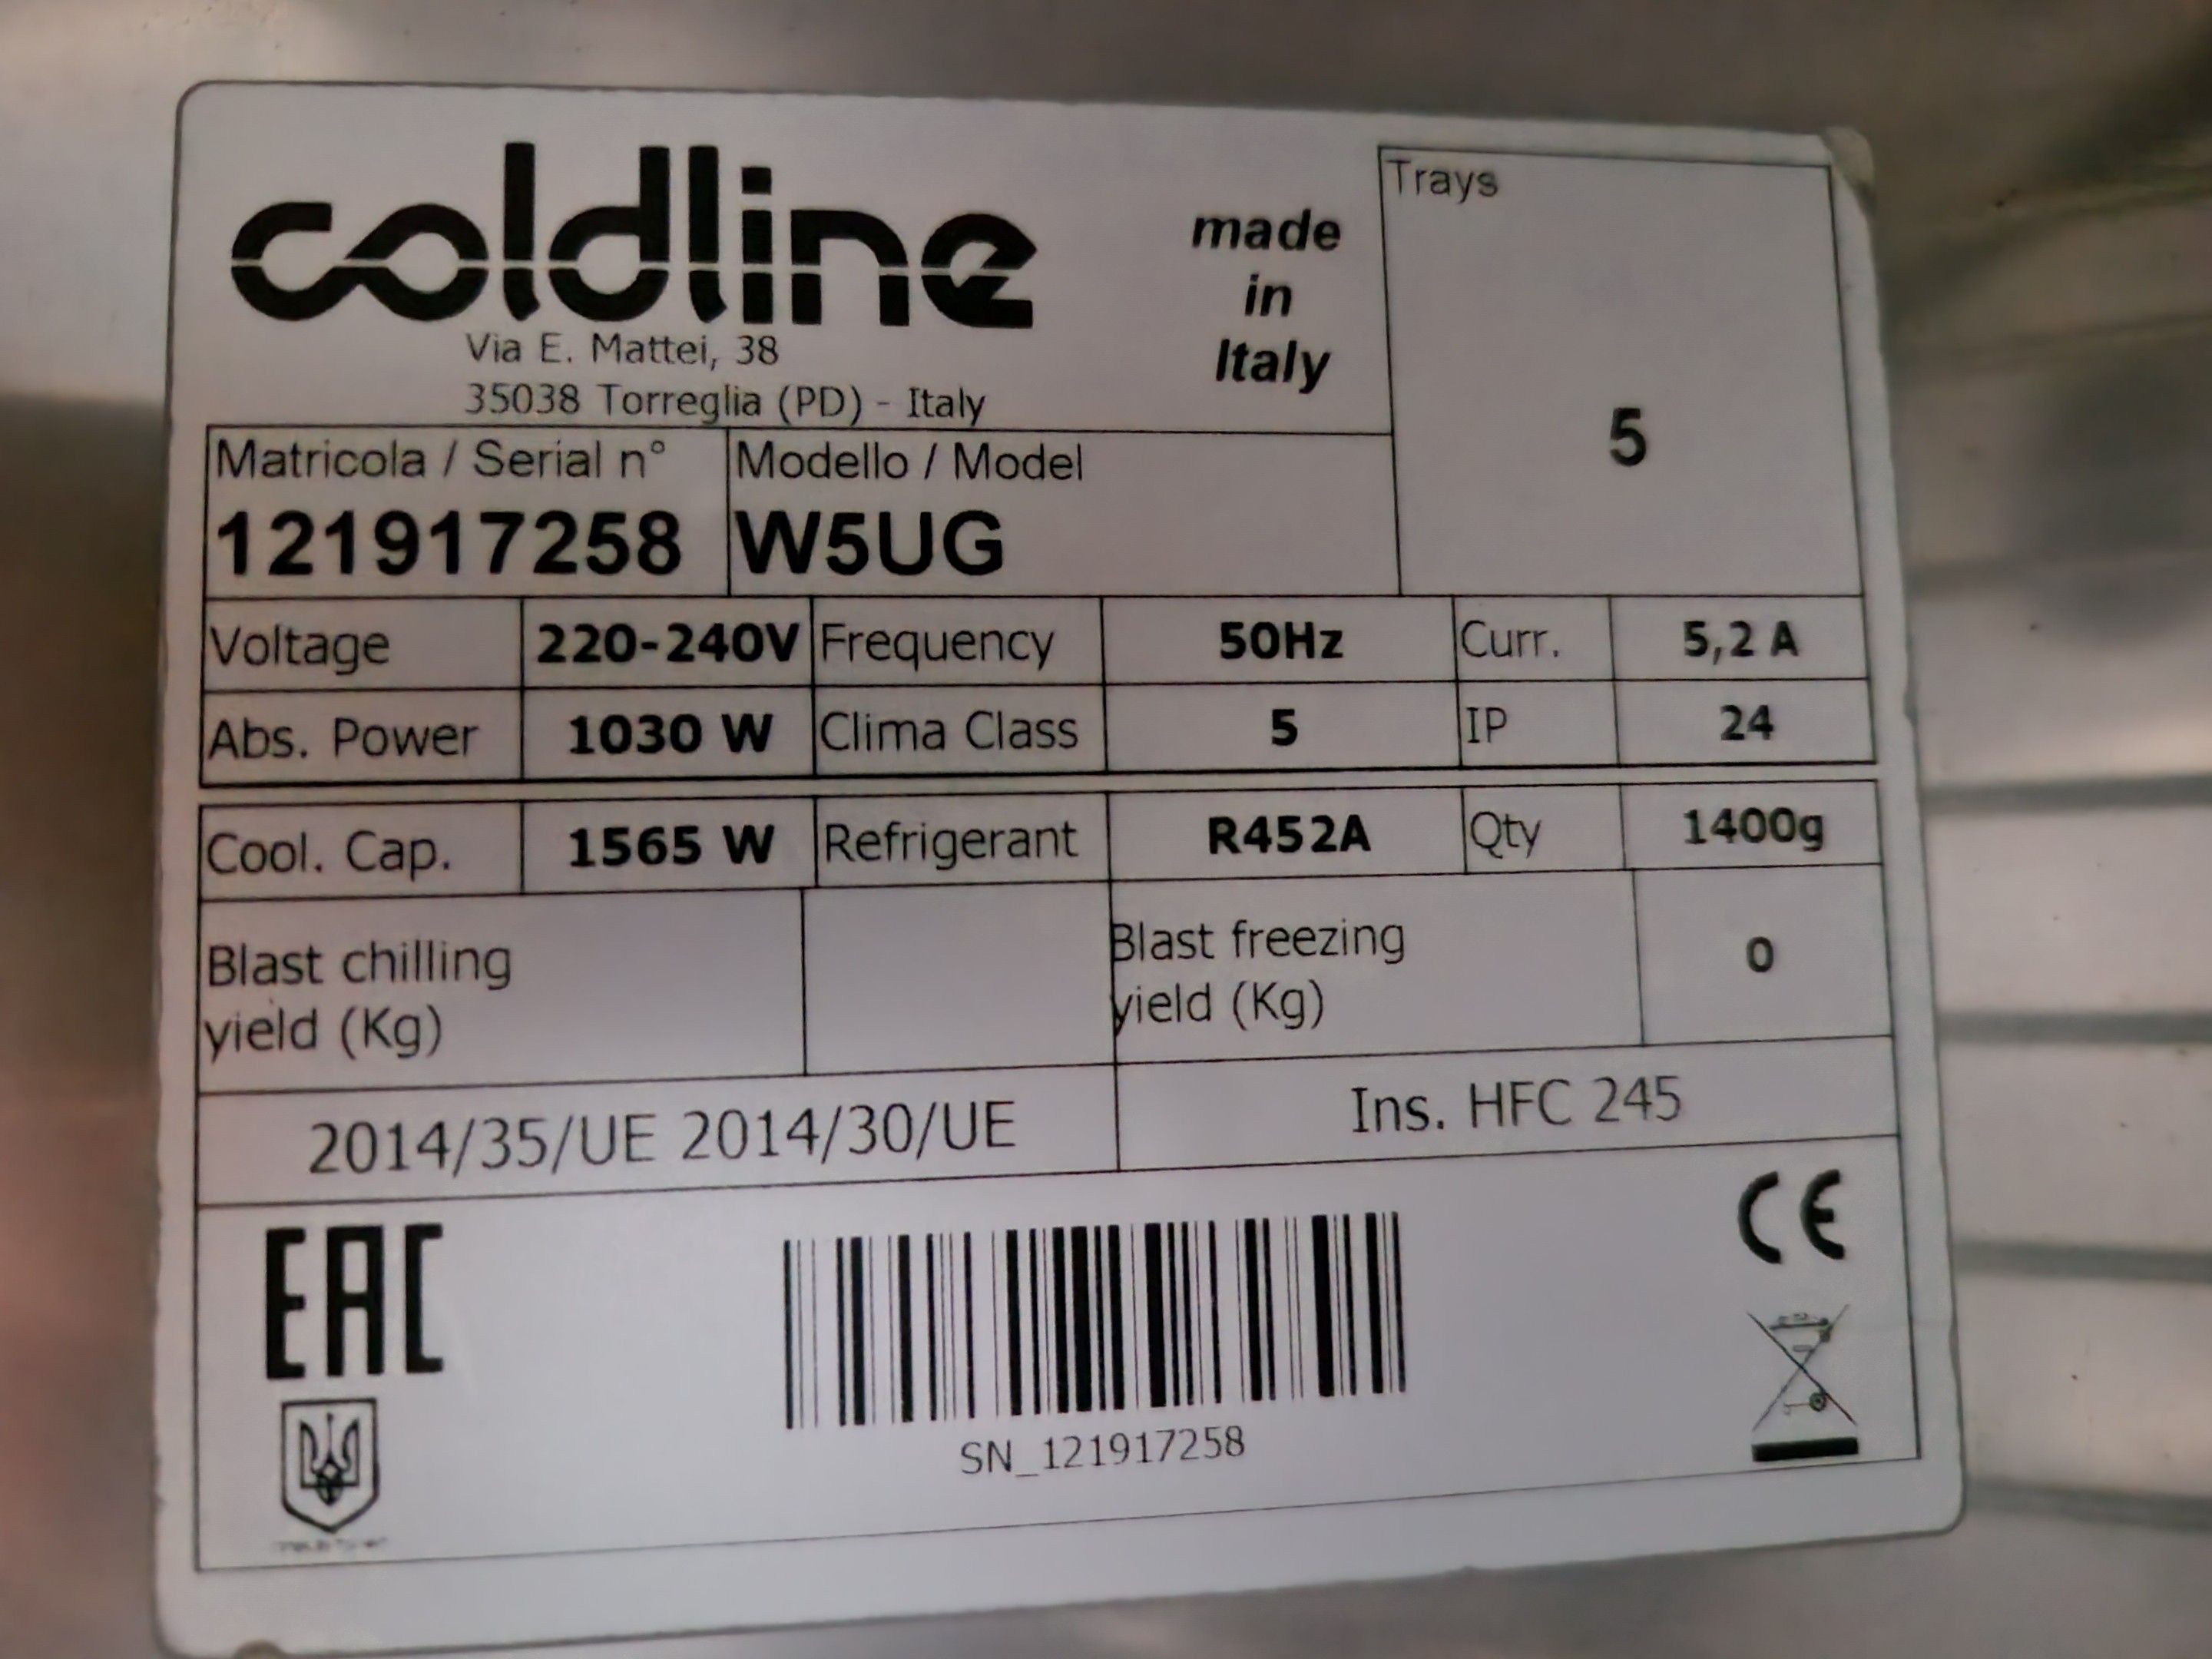 coldline
Via E. Mattei, 38
35038 Torreglia (PD) - Italy
made
in
Italy
Trays
5
Matricola / Serial n°
121917258
Modello / Model
W5UG
Voltage 220-240V Frequency 50Hz Curr. 5,2 A
Abs. Power 1030 W Clima Class 5 IP 24
Cool. Cap. 1565 W Refrigerant R452A Qty 1400g
Blast chilling
yield (Kg)
Blast freezing
yield (Kg)
0
2014/35/UE 2014/30/UE Ins. HFC 245
EAC
CE
SN_121917258